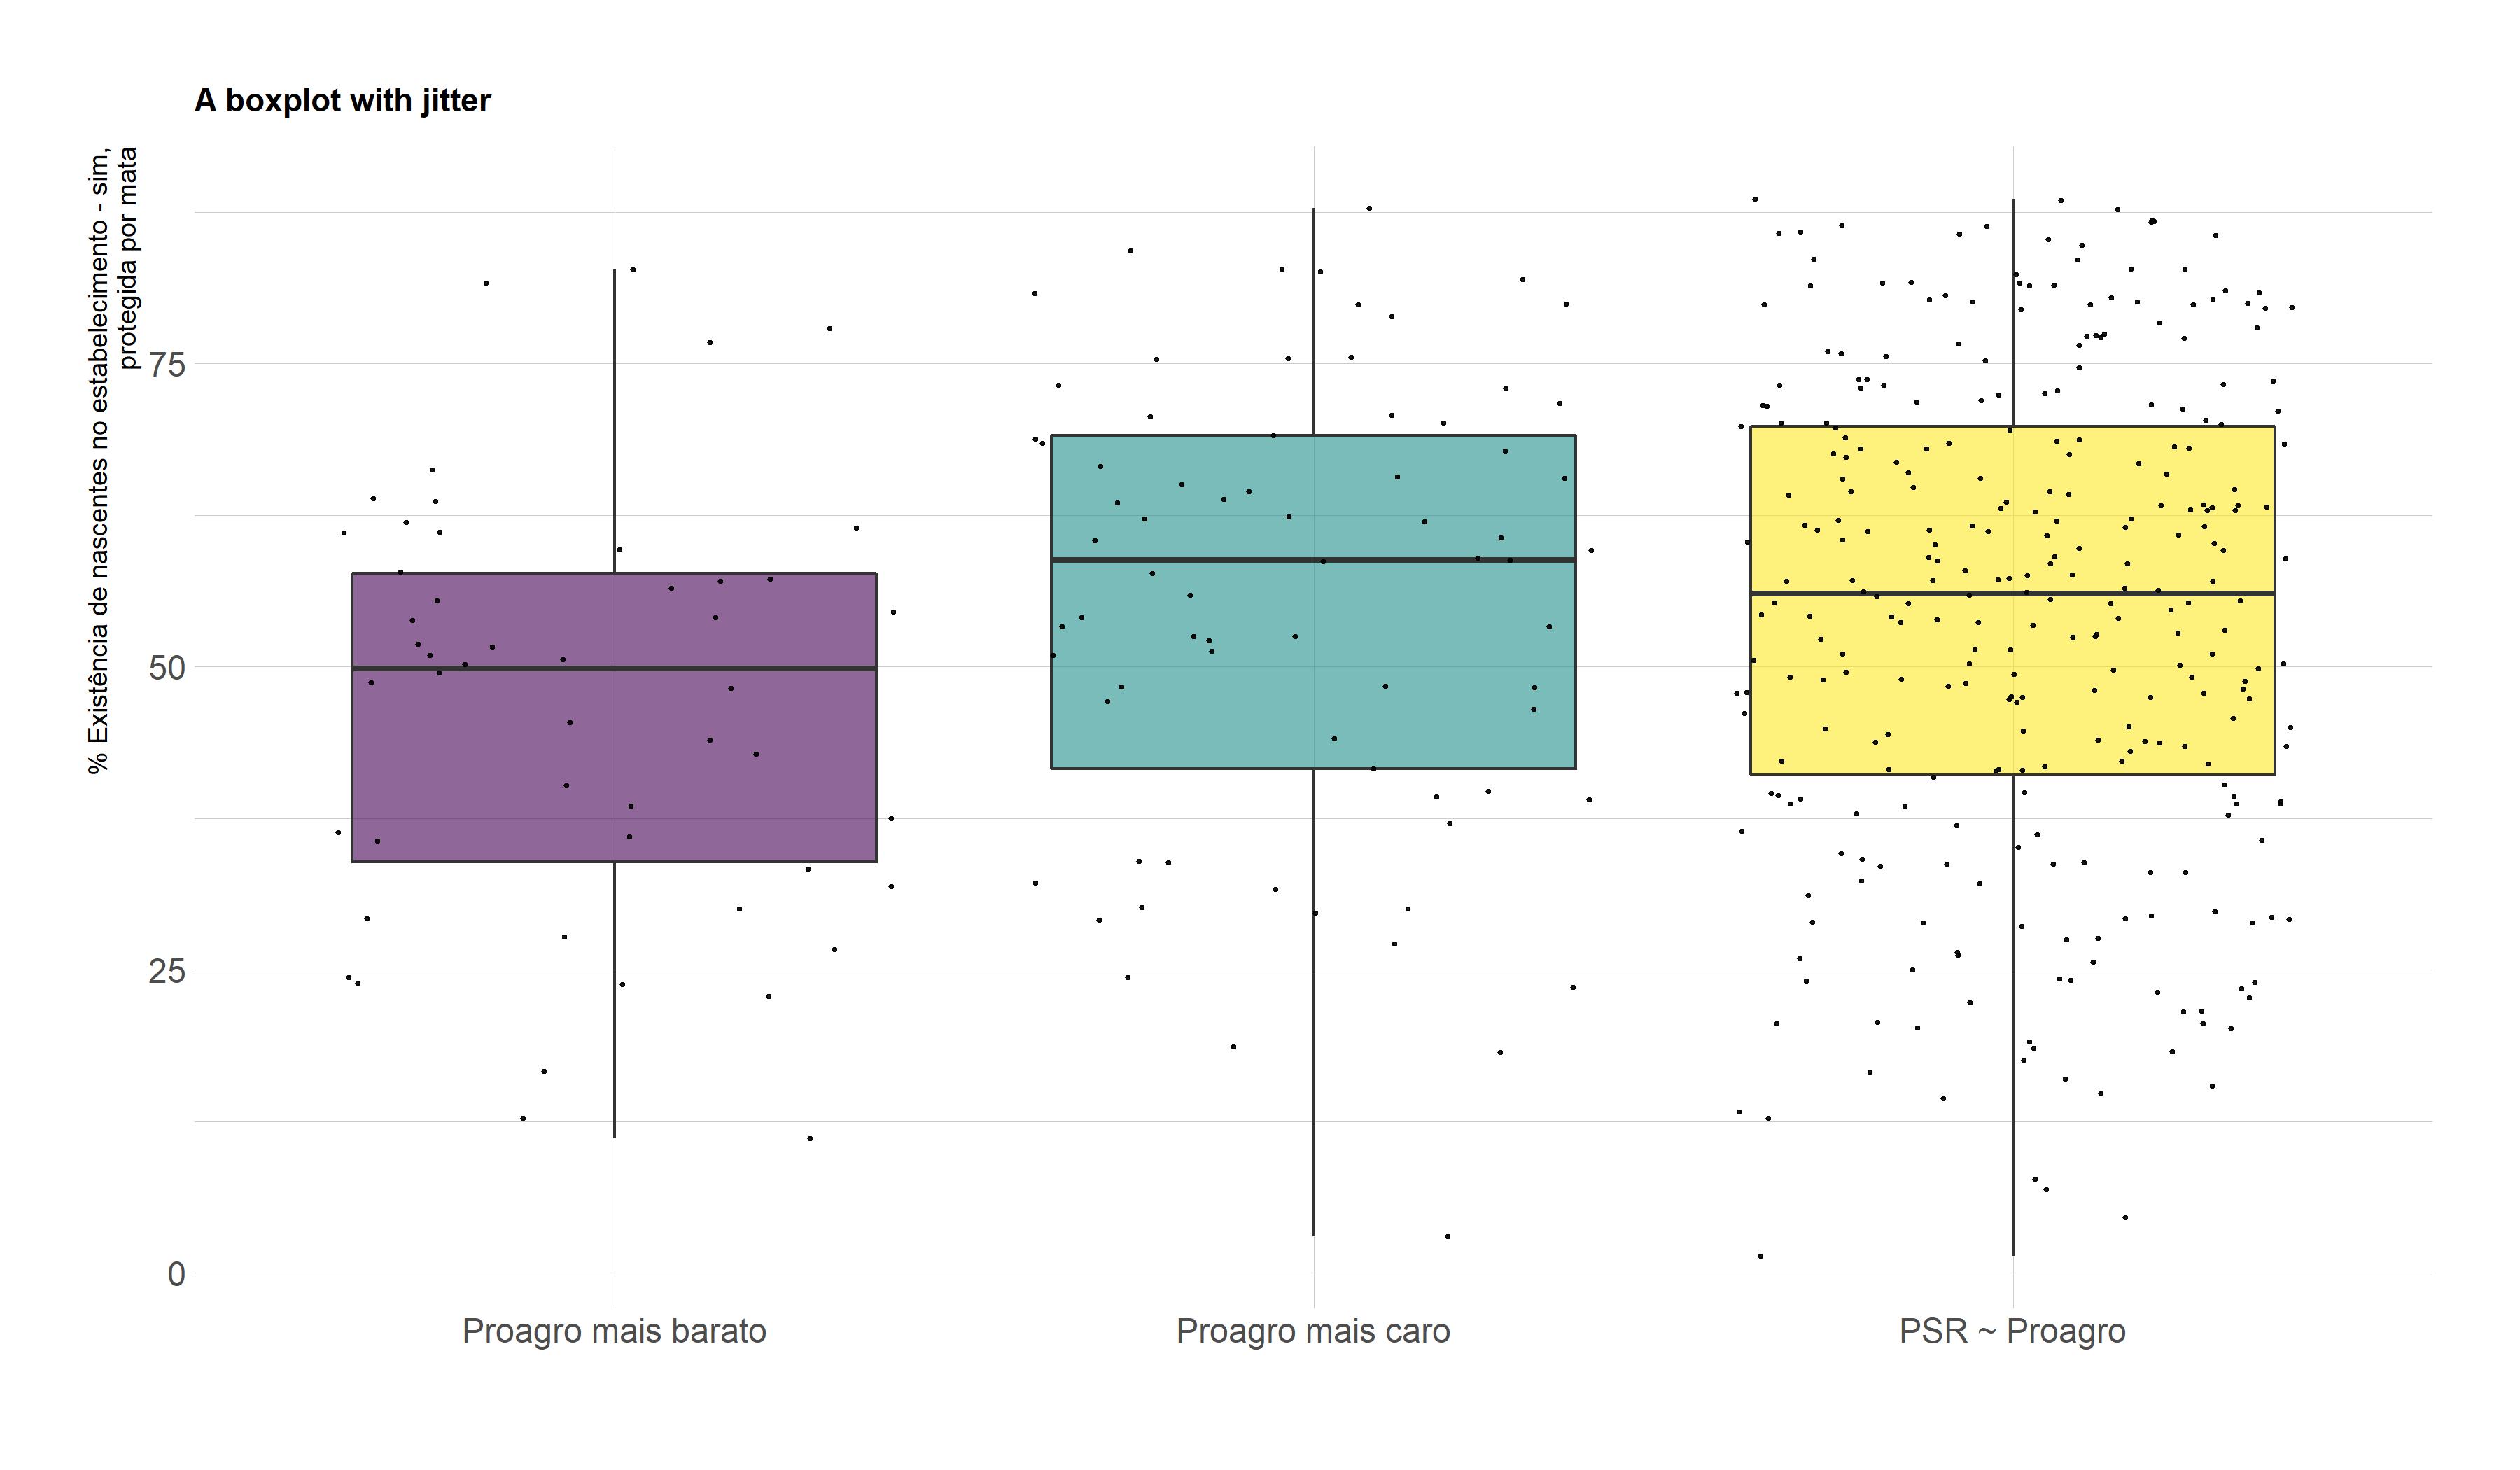 A boxplot with jitter
% Existência de nascentes no estabelecimento - sim,
protegida por mata
75
50
25
0
Proagro mais barato
Proagro mais caro
PSR ~ Proagro